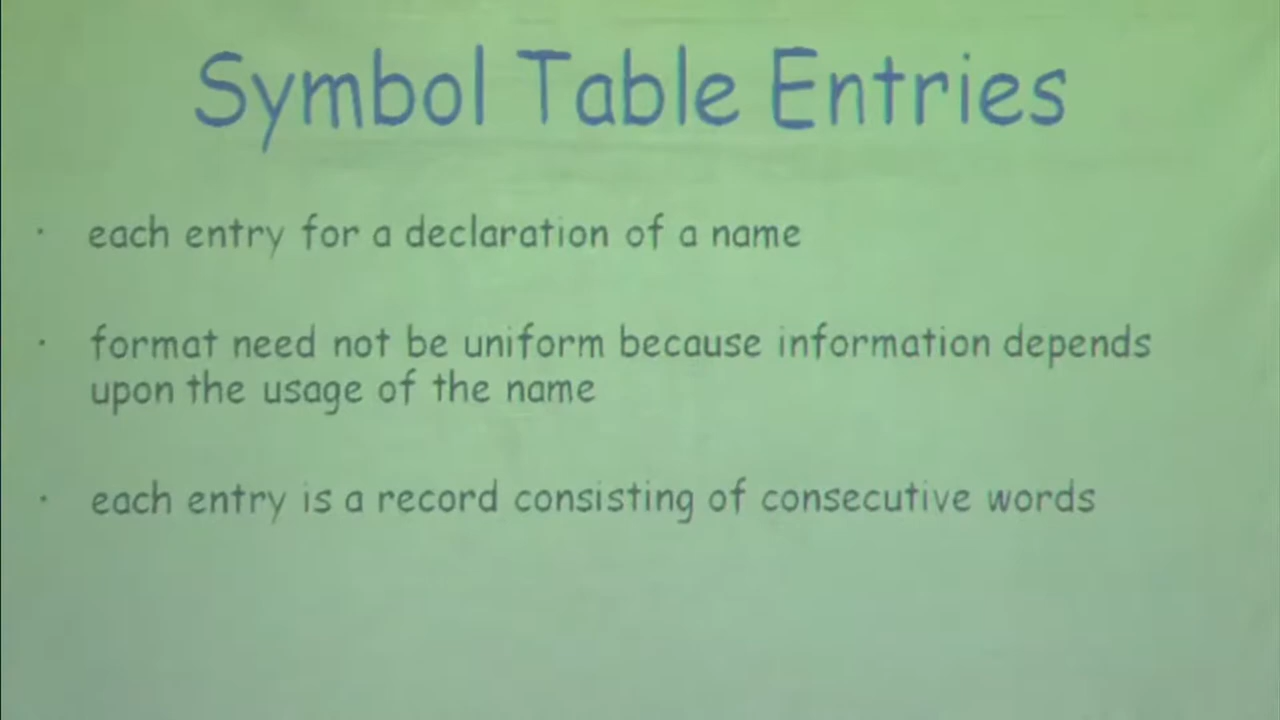 Symbol Table Entries
· each entry for a declaration of a name
· format need not be uniform because information depends
upon the usage of the name
· each entry is a record consisting of consecutive words